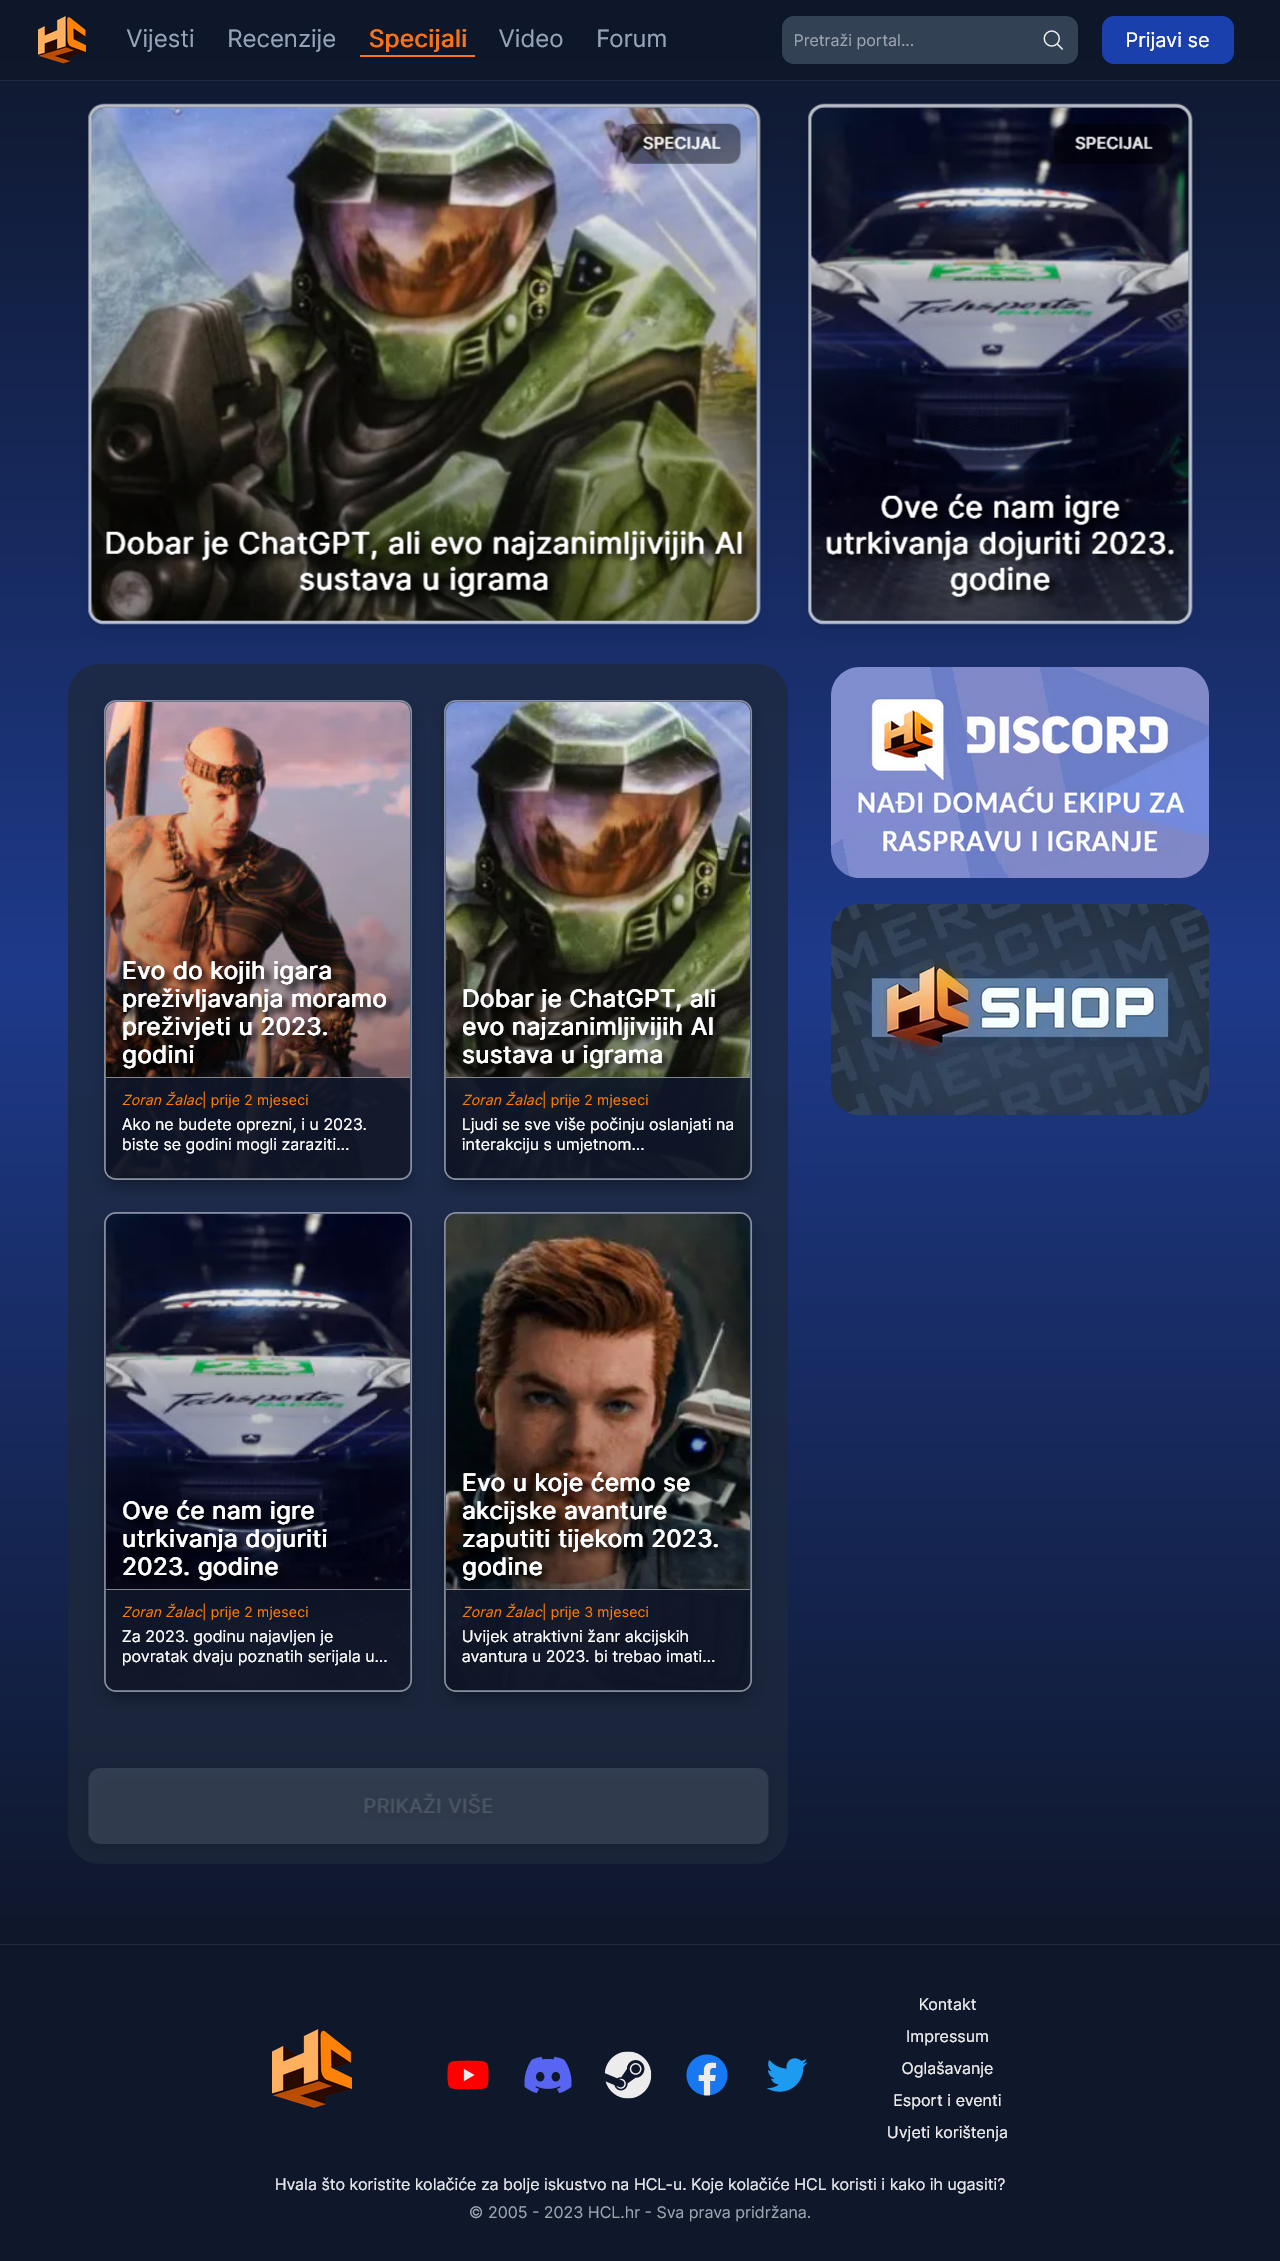 Vijesti
Recenzije
Specijali
Video
Forum
Pretraži portal...
Prijavi se
SPECIJAL
Dobar je ChatGPT, ali evo najzanimljivijih AI
sustava u igrama
SPECIJAL
Techsports
RACING
Ove će nam igre
utrkivanja dojuriti 2023.
godine
Evo do kojih igara
preživljavanja moramo
preživjeti u 2023.
godini
Zoran Žalac| prije 2 mjeseci
Ako ne budete oprezni, i u 2023.
biste se godini mogli zaraziti...
Dobar je ChatGPT, ali
evo najzanimljivijih AI
sustava u igrama
Zoran Žalac| prije 2 mjeseci
Ljudi se sve više počinju oslanjati na
interakciju s umjetnom...
DISCORD
NAĐI DOMAĆU EKIPU ZA
RASPRAVU I IGRANJE
HC SHOP
Techsports
RACING
Ove će nam igre
utrkivanja dojuriti
2023. godine
Zoran Žalac| prije 2 mjeseci
Za 2023. godinu najavljen je
povratak dvaju poznatih serijala u...
Evo u koje ćemo se
akcijske avanture
zaputiti tijekom 2023.
godine
Zoran Žalac| prije 3 mjeseci
Uvijek atraktivni žanr akcijskih
avantura u 2023. bi trebao imati...
PRIKAŽI VIŠE
Kontakt
Impressum
Oglašavanje
Esport i eventi
Uvjeti korištenja
Hvala što koristite kolačiće za bolje iskustvo na HCL-u. Koje kolačiće HCL koristi i kako ih ugasiti?
© 2005 - 2023 HCL.hr - Sva prava pridržana.